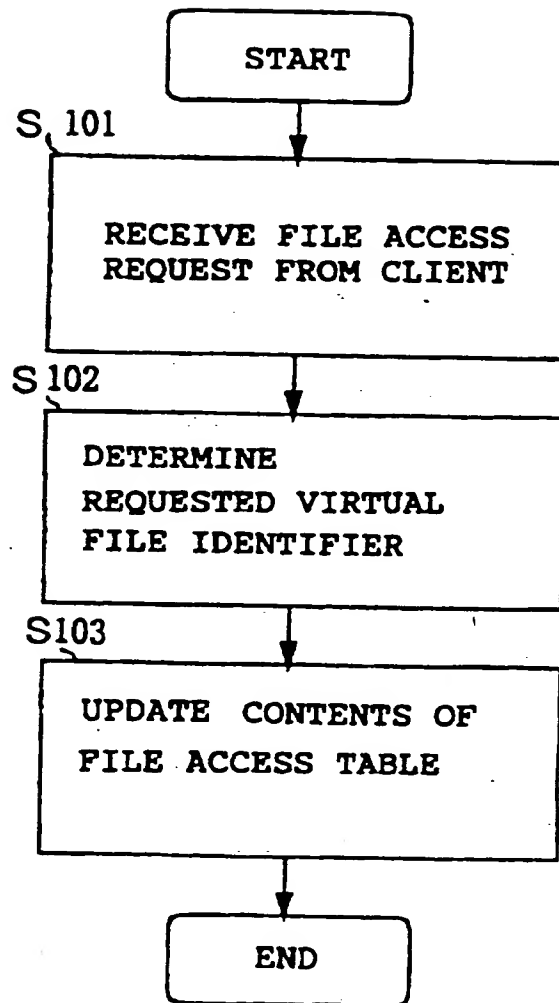 START
S 101
RECEIVE FILE ACCESS
REQUEST FROM CLIENT
S 102
DETERMINE
REQUESTED VIRTUAL
FILE IDENTIFIER
S103
UPDATE CONTENTS OF
FILE ACCESS TABLE
END